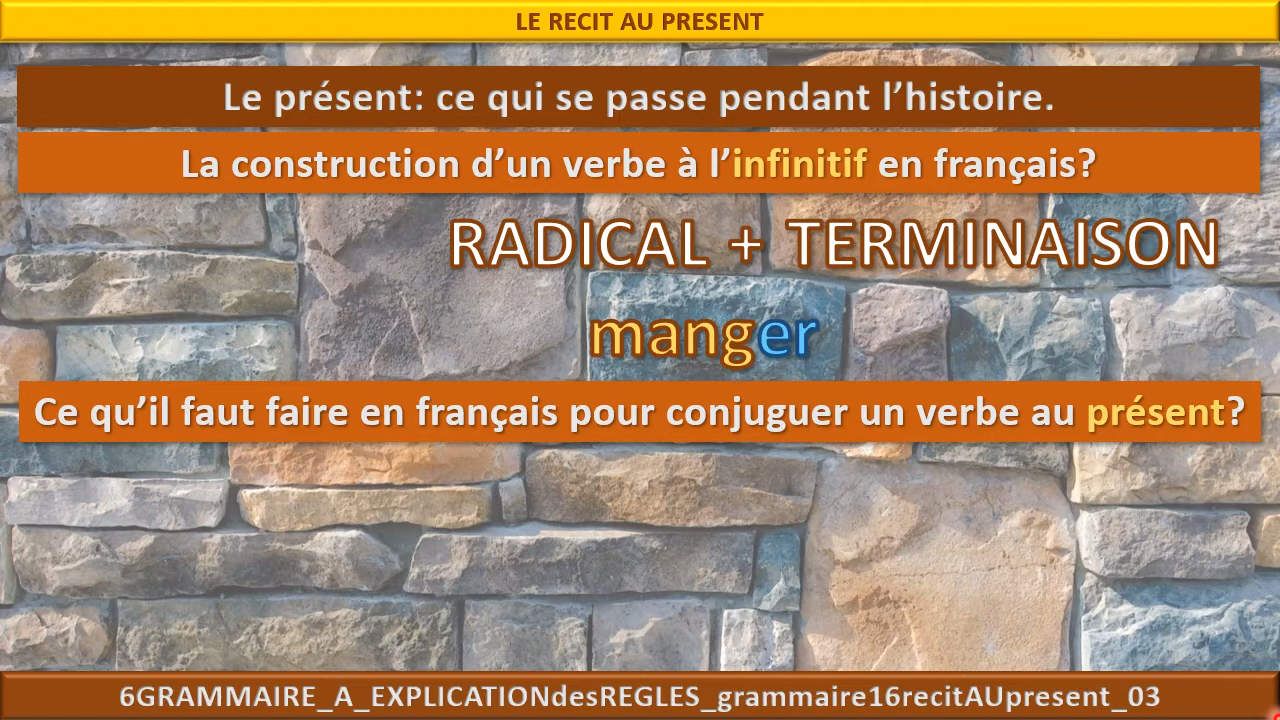 LE RECIT AU PRESENT
Le présent: ce qui se passe pendant l’histoire.
La construction d’un verbe à l’infinitif en français?
RADICAL + TERMINAISON
manger
Ce qu’il faut faire en français pour conjuguer un verbe au présent?
6GRAMMAIRE_A_EXPLICATIONdesREGLES_grammaire16recitAUpresent_03